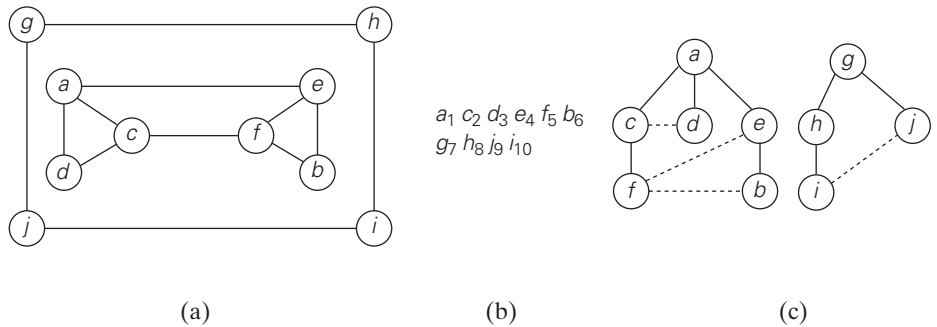 g h
a e
c f
d b
j i
a₁ c₂ d₃ e₄ f₅ b₆
g₇ h₈ j₉ i₁₀
a g
c d e h j
f b i
(a) (b) (c)